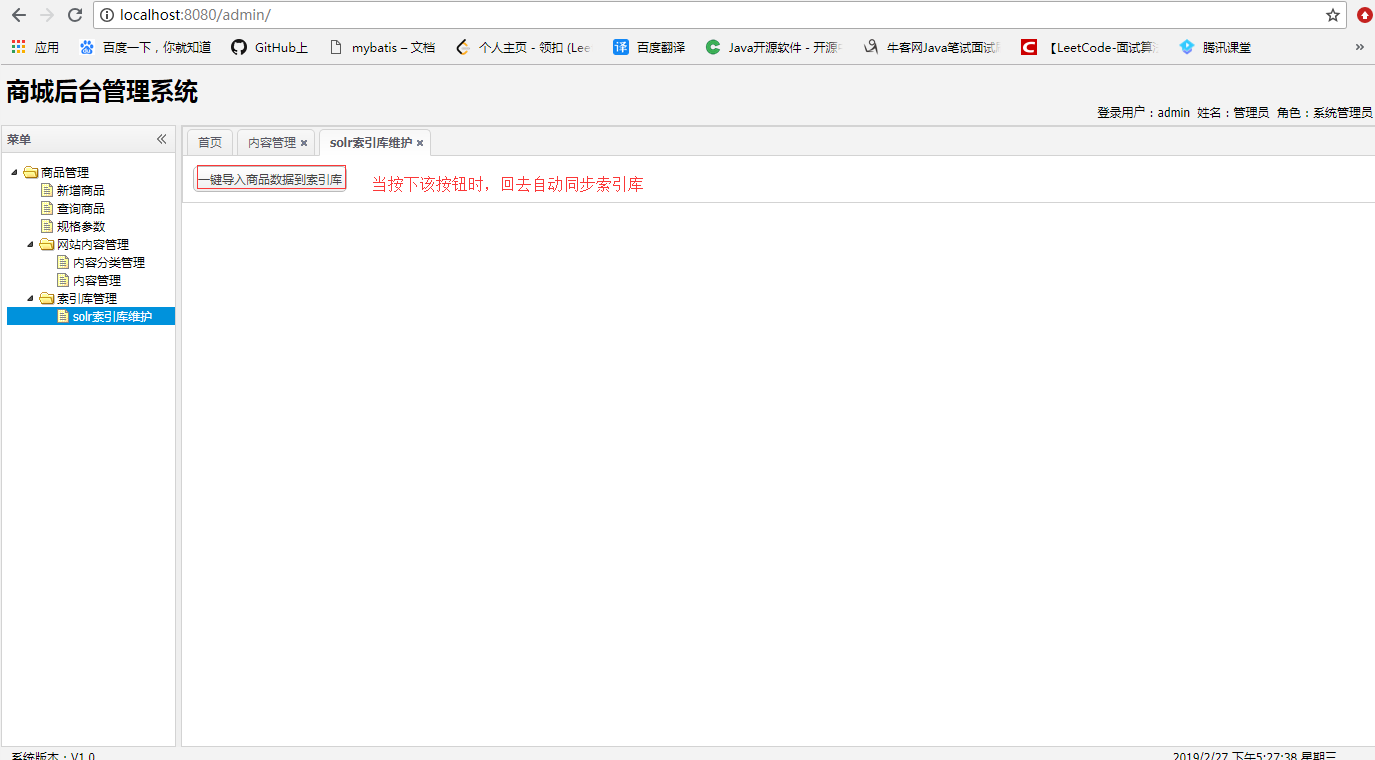 localhost:8080/admin/
应用 百度一下，你就知道 GitHub上 mybatis – 文档 个人主页 - 领扣 (Lee 百度翻译 Java开源软件 - 开源 牛客网Java笔试面试 【LeetCode-面试算 腾讯课堂 »
商城后台管理系统
登录用户：admin 姓名：管理员 角色：系统管理员
菜单
首页 内容管理 solr索引库维护
商品管理
新增商品
查询商品
规格参数
网站内容管理
内容分类管理
内容管理
索引库管理
solr索引库维护
一键导入商品数据到索引库 当按下该按钮时，回去自动同步索引库
系统版本：V1.0 2019/2/27 下午5:27:38 星期三